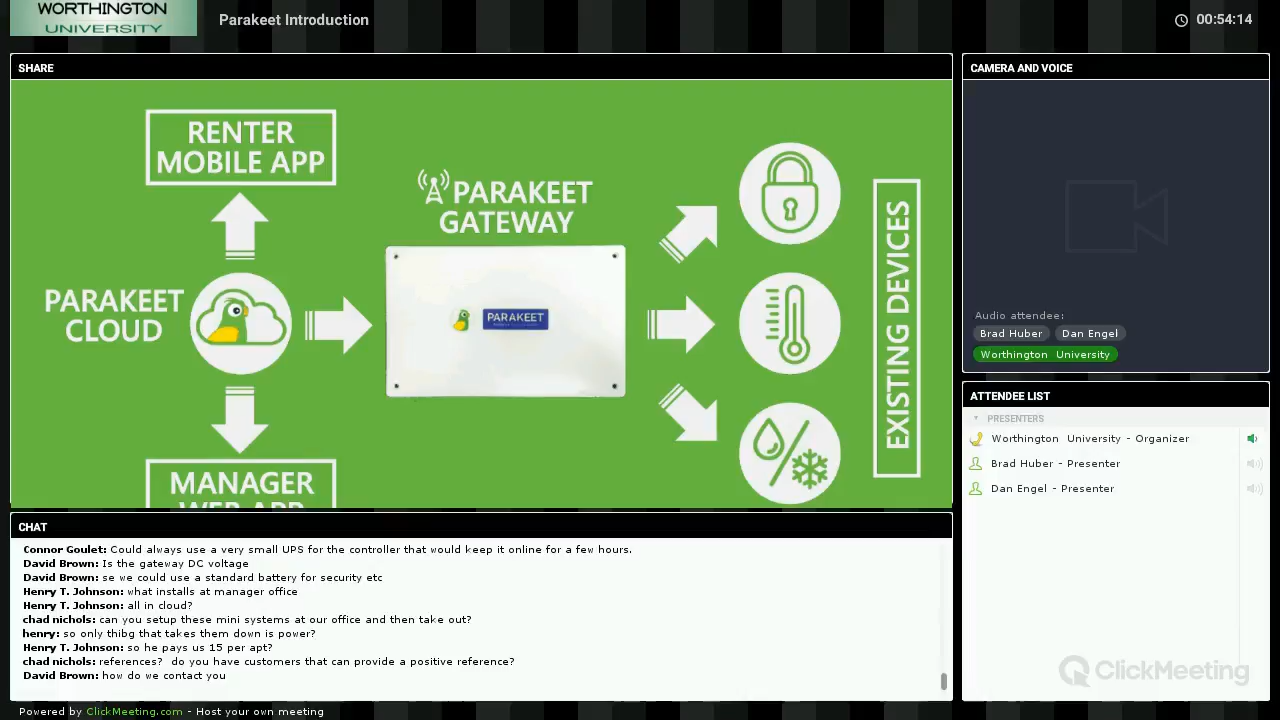 WORTHINGTON
UNIVERSITY
Parakeet Introduction
00:54:14
SHARE
RENTER
MOBILE APP
PARAKEET
CLOUD
PARAKEET
GATEWAY
PARAKEET
EXISTING DEVICES
MANAGER
WEB APP
CAMERA AND VOICE
Audio attendee:
Brad Huber
Dan Engel
Worthington University
ATTENDEE LIST
PRESENTERS
Worthington University - Organizer
Brad Huber - Presenter
Dan Engel - Presenter
ClickMeeting
CHAT
Connor Goulet: Could always use a very small UPS for the controller that would keep it online for a few hours.
David Brown: Is the gateway DC voltage
David Brown: se we could use a standard battery for security etc
Henry T. Johnson: what installs at manager office
Henry T. Johnson: all in cloud?
chad nichols: can you setup these mini systems at our office and then take out?
henry: so only thibg that takes them down is power?
Henry T. Johnson: so he pays us 15 per apt?
chad nichols: references? do you have customers that can provide a positive reference?
David Brown: how do we contact you
Powered by ClickMeeting.com - Host your own meeting